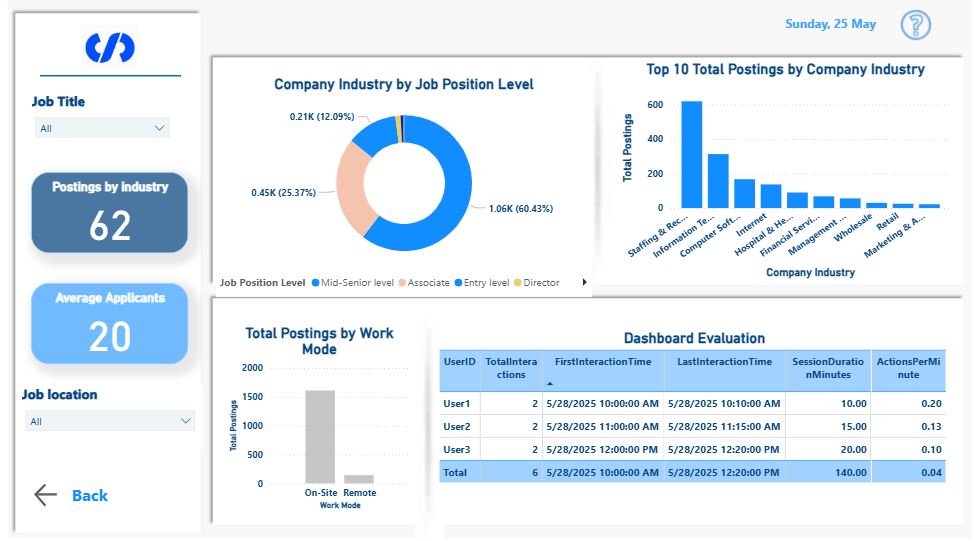 Sunday, 25 May
?
Job Title
All
Postings by industry
62
Average Applicants
20
Job location
All
Back
Company Industry by Job Position Level
0.21K (12.09%)
0.45K (25.37%)
1.06K (60.43%)
Job Position Level Mid-Senior level Associate Entry level Director
Top 10 Total Postings by Company Industry
Total Postings
600
400
200
0
Staffing & Rec...
Information Te...
Computer Soft...
Internet
Hospital & He...
Financial Servi...
Management ...
Wholesale
Retail
Marketing & A...
Company Industry
Total Postings by Work
Mode
Total Postings
2000
1500
1000
500
0
On-Site Remote
Work Mode
Dashboard Evaluation
UserID TotalIntera FirstInteractionTime LastInteractionTime SessionDuratio ActionsPerMi
ctions nMinutes nute
User1 2 5/28/2025 10:00:00 AM 5/28/2025 10:10:00 AM 10.00 0.20
User2 2 5/28/2025 11:00:00 AM 5/28/2025 11:15:00 AM 15.00 0.13
User3 2 5/28/2025 12:00:00 PM 5/28/2025 12:20:00 PM 20.00 0.10
Total 6 5/28/2025 10:00:00 AM 5/28/2025 12:20:00 PM 140.00 0.04